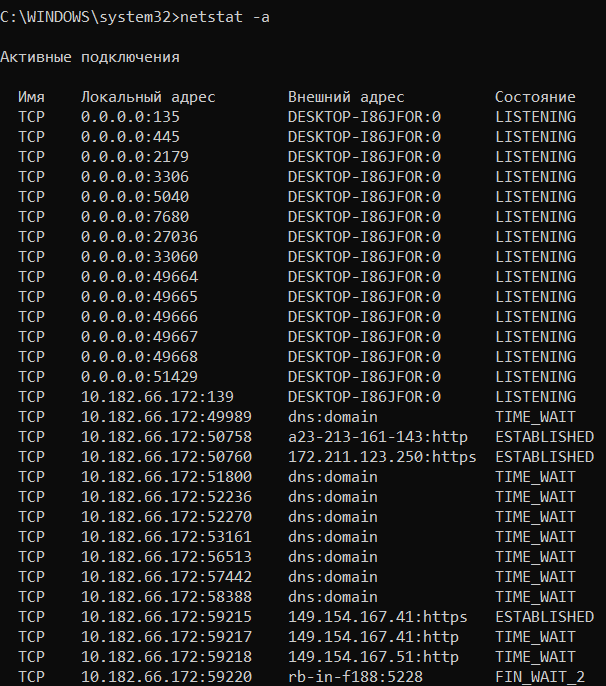 C:\WINDOWS\system32>netstat -a
Активные подключения
Имя Локальный адрес Внешний адрес Состояние
TCP 0.0.0.0:135 DESKTOP-I86JFOR:0 LISTENING
TCP 0.0.0.0:445 DESKTOP-I86JFOR:0 LISTENING
TCP 0.0.0.0:2179 DESKTOP-I86JFOR:0 LISTENING
TCP 0.0.0.0:3306 DESKTOP-I86JFOR:0 LISTENING
TCP 0.0.0.0:5040 DESKTOP-I86JFOR:0 LISTENING
TCP 0.0.0.0:7680 DESKTOP-I86JFOR:0 LISTENING
TCP 0.0.0.0:27036 DESKTOP-I86JFOR:0 LISTENING
TCP 0.0.0.0:33060 DESKTOP-I86JFOR:0 LISTENING
TCP 0.0.0.0:49664 DESKTOP-I86JFOR:0 LISTENING
TCP 0.0.0.0:49665 DESKTOP-I86JFOR:0 LISTENING
TCP 0.0.0.0:49666 DESKTOP-I86JFOR:0 LISTENING
TCP 0.0.0.0:49667 DESKTOP-I86JFOR:0 LISTENING
TCP 0.0.0.0:49668 DESKTOP-I86JFOR:0 LISTENING
TCP 0.0.0.0:51429 DESKTOP-I86JFOR:0 LISTENING
TCP 10.182.66.172:139 DESKTOP-I86JFOR:0 LISTENING
TCP 10.182.66.172:49989 dns:domain TIME_WAIT
TCP 10.182.66.172:50758 a23-213-161-143:http ESTABLISHED
TCP 10.182.66.172:50760 172.211.123.250:https ESTABLISHED
TCP 10.182.66.172:51800 dns:domain TIME_WAIT
TCP 10.182.66.172:52236 dns:domain TIME_WAIT
TCP 10.182.66.172:52270 dns:domain TIME_WAIT
TCP 10.182.66.172:53161 dns:domain TIME_WAIT
TCP 10.182.66.172:56513 dns:domain TIME_WAIT
TCP 10.182.66.172:57442 dns:domain TIME_WAIT
TCP 10.182.66.172:58388 dns:domain TIME_WAIT
TCP 10.182.66.172:59215 149.154.167.41:https ESTABLISHED
TCP 10.182.66.172:59217 149.154.167.41:http TIME_WAIT
TCP 10.182.66.172:59218 149.154.167.51:http TIME_WAIT
TCP 10.182.66.172:59220 rb-in-f188:5228 FIN_WAIT_2